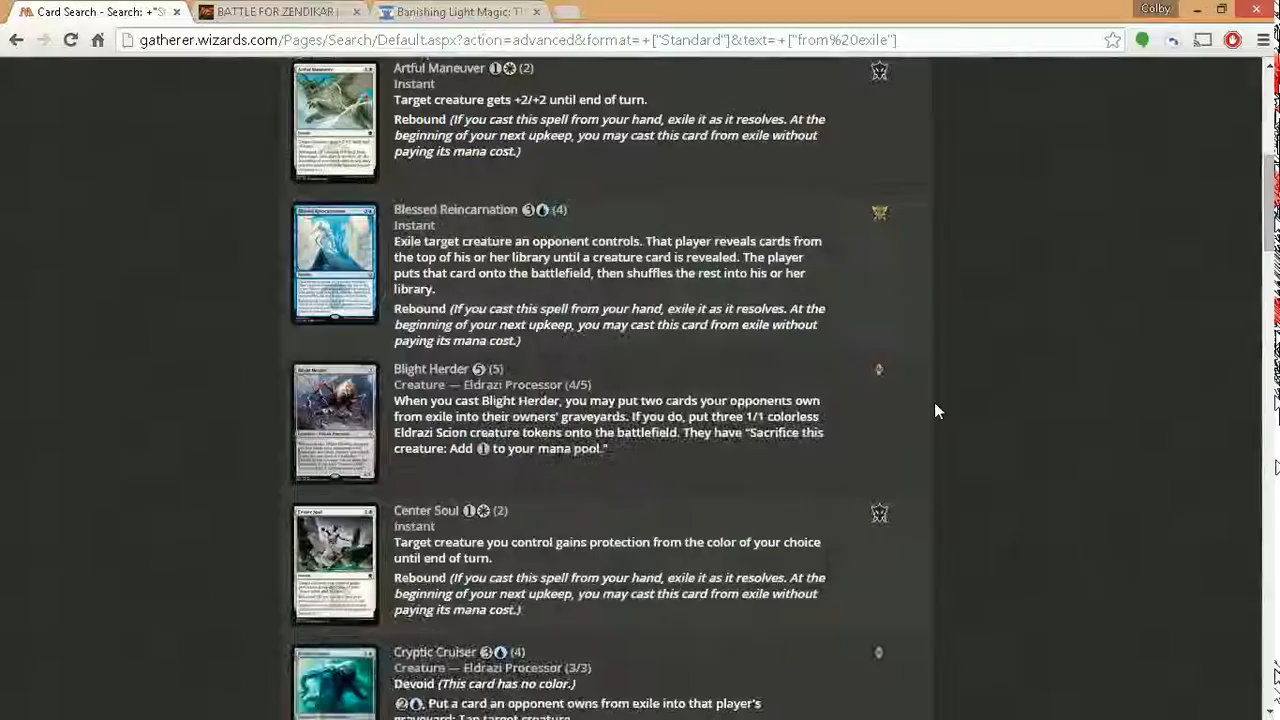 Card Search - Search: +"S
BATTLE FOR ZENDIKAR |
Banishing Light Magic: Th
Colby
gatherer.wizards.com/Pages/Search/Default.aspx?action=advanced&format=+["Standard"]&text=+["from%20exile"]
Artful Maneuver 1 (2)
Instant
Target creature gets +2/+2 until end of turn.
Rebound (If you cast this spell from your hand, exile it as it resolves. At the
beginning of your next upkeep, you may cast this card from exile without
paying its mana cost.)
Blessed Reincarnation 3 (4)
Instant
Exile target creature an opponent controls. That player reveals cards from
the top of his or her library until a creature card is revealed. The player
puts that card onto the battlefield, then shuffles the rest into his or her
library.
Rebound (If you cast this spell from your hand, exile it as it resolves. At the
beginning of your next upkeep, you may cast this card from exile without
paying its mana cost.)
Blight Herder 5 (5)
Creature — Eldrazi Processor (4/5)
When you cast Blight Herder, you may put two cards your opponents own
from exile into their owners' graveyards. If you do, put three 1/1 colorless
Eldrazi Scion creature tokens onto the battlefield. They have "Sacrifice this
creature: Add 1 to your mana pool."
Center Soul 1 (2)
Instant
Target creature you control gains protection from the color of your choice
until end of turn.
Rebound (If you cast this spell from your hand, exile it as it resolves. At the
beginning of your next upkeep, you may cast this card from exile without
paying its mana cost.)
Cryptic Cruiser 3 (4)
Creature — Eldrazi Processor (3/3)
Devoid (This card has no color.)
2, Put a card an opponent owns from exile into that player's
graveyard: Tap target creature.